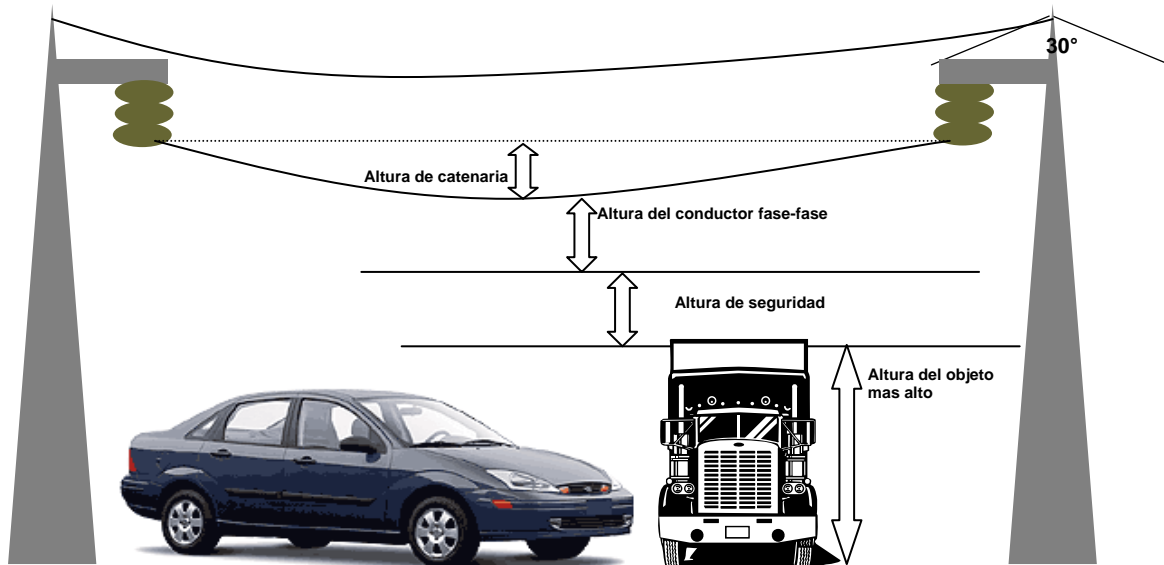 30°
Altura de catenaria
Altura del conductor fase-fase
Altura de seguridad
Altura del objeto
mas alto